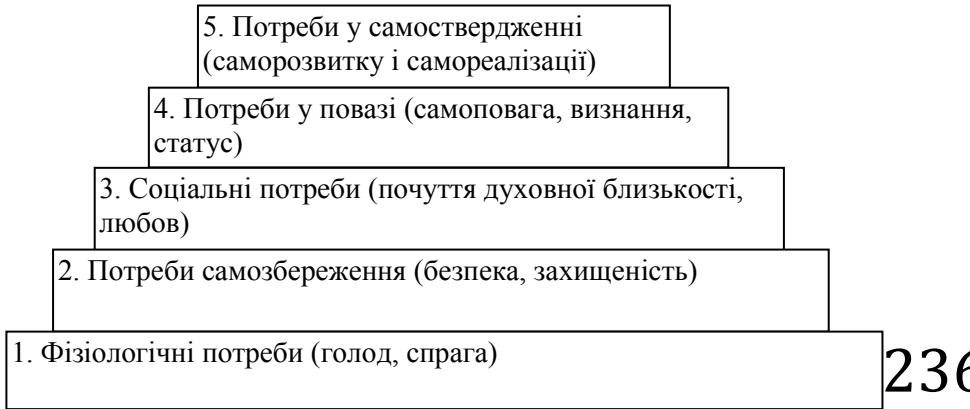 5. Потреби у самоствердженні
(саморозвитку і самореалізації)
4. Потреби у повазі (самоповага, визнання,
статус)
3. Соціальні потреби (почуття духовної близькості,
любов)
2. Потреби самозбереження (безпека, захищеність)
1. Фізіологічні потреби (голод, спрага)
236